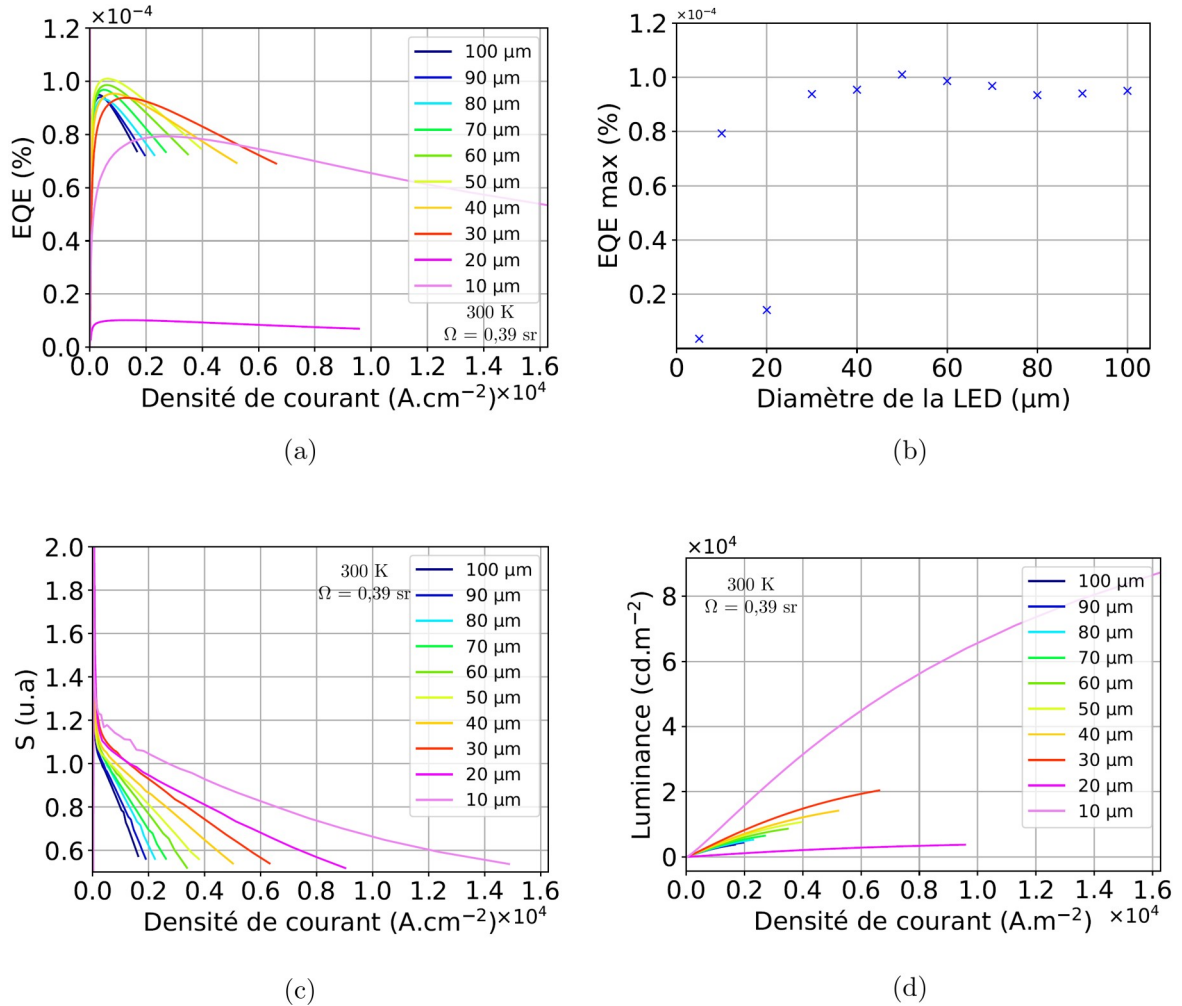 ×10⁻⁴
1.2
1.0
0.8
0.6
0.4
0.2
0.0
EQE (%)
100 µm
90 µm
80 µm
70 µm
60 µm
50 µm
40 µm
30 µm
20 µm
10 µm
300 K
Ω = 0,39 sr
0.0 0.2 0.4 0.6 0.8 1.0 1.2 1.4 1.6
Densité de courant (A.cm⁻²)×10⁴
(a)
×10⁻⁴
1.2
1.0
0.8
0.6
0.4
0.2
EQE max (%)
0 20 40 60 80 100
Diamètre de la LED (µm)
(b)
2.0
1.8
1.6
1.4
1.2
1.0
0.8
0.6
S (u.a)
300 K
Ω = 0,39 sr
100 µm
90 µm
80 µm
70 µm
60 µm
50 µm
40 µm
30 µm
20 µm
10 µm
0.0 0.2 0.4 0.6 0.8 1.0 1.2 1.4 1.6
Densité de courant (A.cm⁻²)×10⁴
(c)
×10⁴
8
6
4
2
0
Luminance (cd.m⁻²)
300 K
Ω = 0,39 sr
100 µm
90 µm
80 µm
70 µm
60 µm
50 µm
40 µm
30 µm
20 µm
10 µm
0.0 0.2 0.4 0.6 0.8 1.0 1.2 1.4 1.6
Densité de courant (A.m⁻²) ×10⁴
(d)